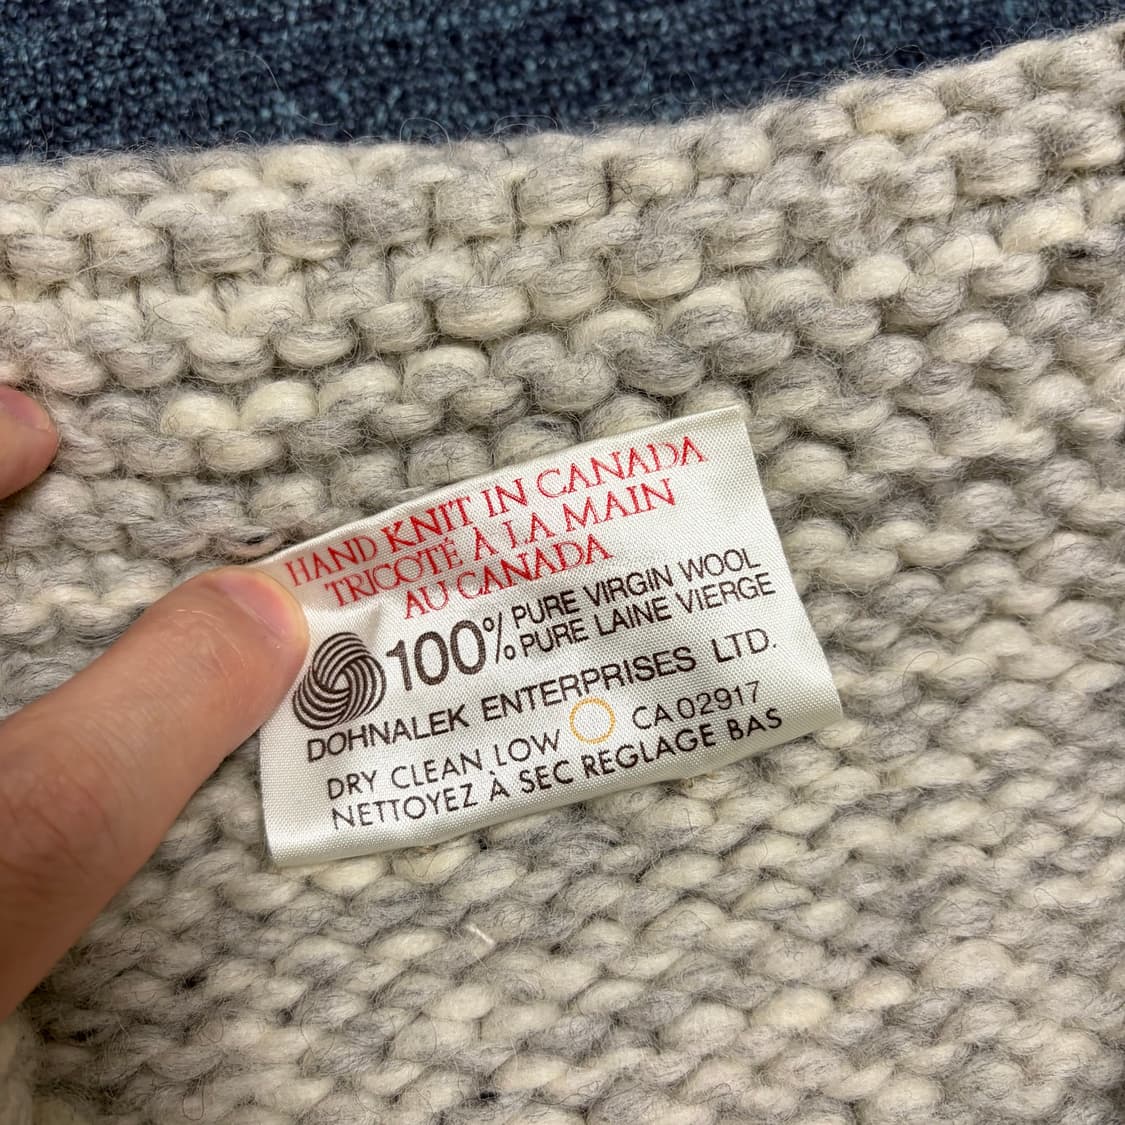 HAND KNIT IN CANADA
TRICOTÉ À LA MAIN
AU CANADA
100% PURE VIRGIN WOOL
PURE LAINE VIERGE
DOHNALEK ENTERPRISES LTD.
DRY CLEAN LOW CA 02917
NETTOYEZ À SEC REGLAGE BAS